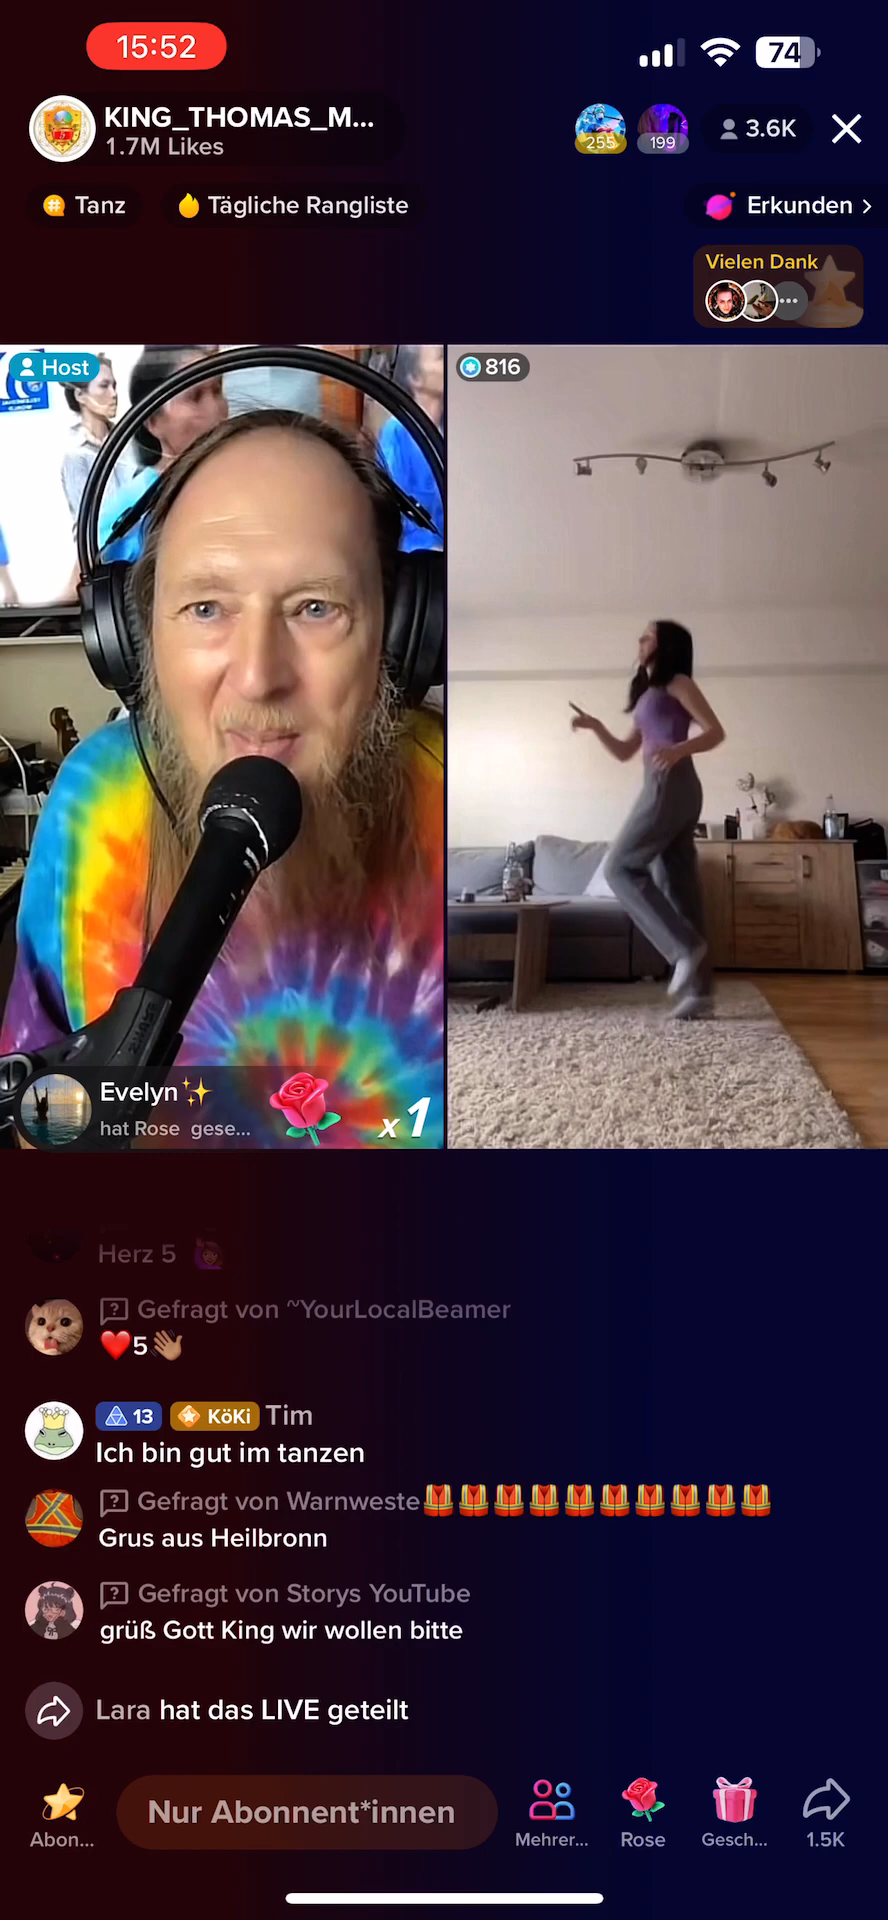 15:52
74
KING_THOMAS_M...
1.7M Likes
255
199
3.6K
Tanz
Tägliche Rangliste
Erkunden >
Vielen Dank
Host
816
Evelyn✨
hat Rose gese...
x1
Herz 5 🙋🏾‍♀️
Gefragt von ~YourLocalBeamer
❤️5👋🏽
13 KöKi Tim
Ich bin gut im tanzen
Gefragt von Warnweste🦺🦺🦺🦺🦺🦺🦺🦺🦺🦺
Grus aus Heilbronn
Gefragt von Storys YouTube
grüß Gott King wir wollen bitte
Lara hat das LIVE geteilt
Nur Abonnent*innen
Abon...
Mehrer...
Rose
Gesch...
1.5K